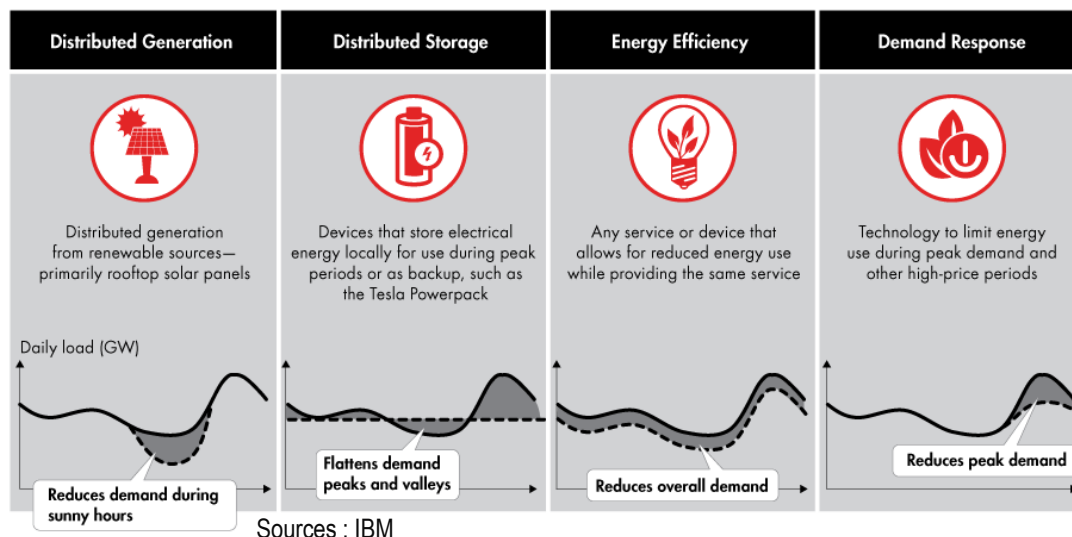 Distributed Generation
Distributed Storage
Energy Efficiency
Demand Response
Distributed generation
from renewable sources—
primarily rooftop solar panels
Devices that store electrical
energy locally for use during peak
periods or as backup, such as
the Tesla Powerpack
Any service or device that
allows for reduced energy use
while providing the same service
Technology to limit energy
use during peak demand and
other high-price periods
Daily load (GW)
Reduces demand during
sunny hours
Flattens demand
peaks and valleys
Reduces overall demand
Reduces peak demand
Sources : IBM